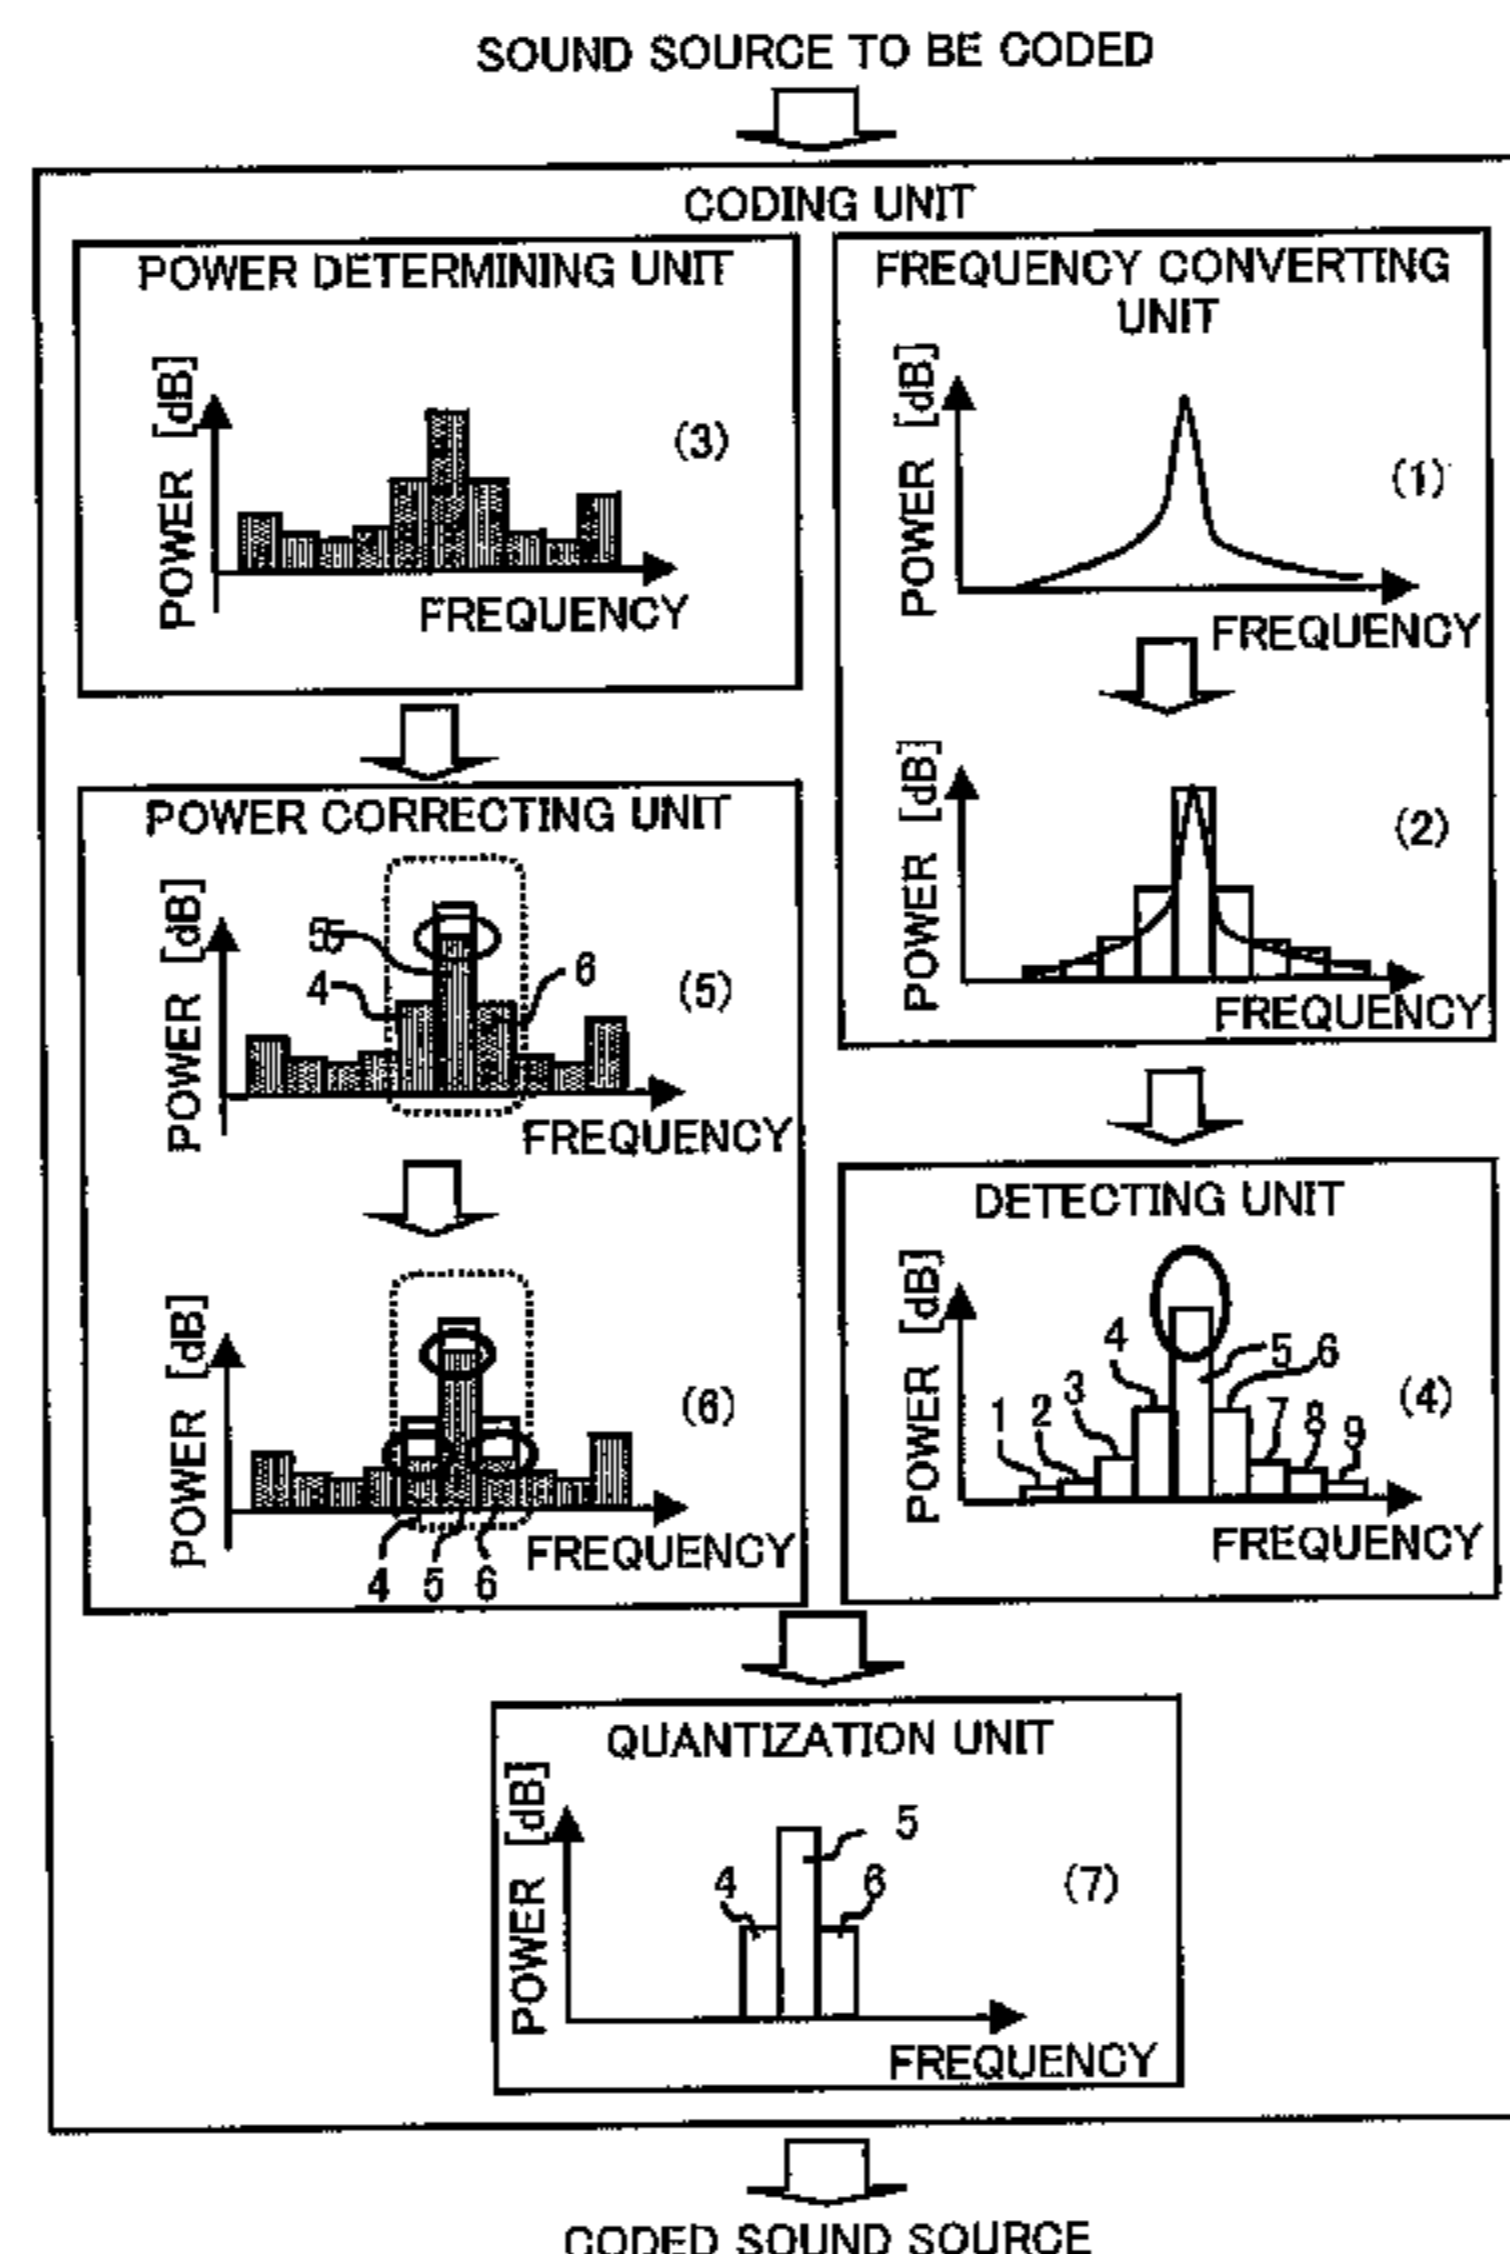 SOUND SOURCE TO BE CODED
CODING UNIT
POWER DETERMINING UNIT
POWER [dB]
(3)
FREQUENCY
FREQUENCY CONVERTING
UNIT
POWER [dB]
(1)
FREQUENCY
POWER [dB]
(2)
FREQUENCY
POWER CORRECTING UNIT
POWER [dB]
5
4
6
(5)
FREQUENCY
POWER [dB]
(6)
4 5 6
FREQUENCY
DETECTING UNIT
POWER [dB]
1 2 3 4 5 6 7 8 9
(4)
FREQUENCY
QUANTIZATION UNIT
POWER [dB]
5
4 6
(7)
FREQUENCY
CODED SOUND SOURCE